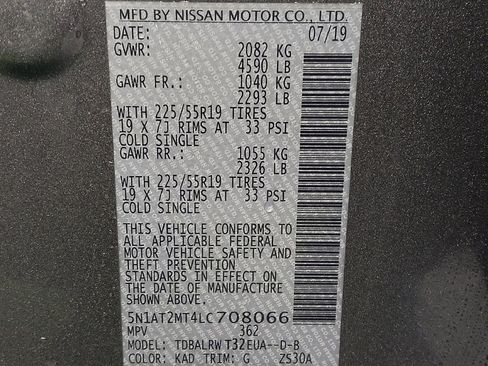 MFD BY NISSAN MOTOR CO., LTD.
DATE: 07/19
GVWR: 2082 KG
4590 LB
GAWR FR.: 1040 KG
2293 LB
WITH 225/55R19 TIRES
19 X 7J RIMS AT 33 PSI
COLD SINGLE
GAWR RR.: 1055 KG
2326 LB
WITH 225/55R19 TIRES
19 X 7J RIMS AT 33 PSI
COLD SINGLE
THIS VEHICLE CONFORMS TO
ALL APPLICABLE FEDERAL
MOTOR VEHICLE SAFETY AND
THEFT PREVENTION
STANDARDS IN EFFECT ON
THE DATE OF MANUFACTURE
SHOWN ABOVE.
5N1AT2MT4LC708066
MPV 362
MODEL: TDBALRW T32EUA--D-B
COLOR: KAD TRIM: G ZS30A